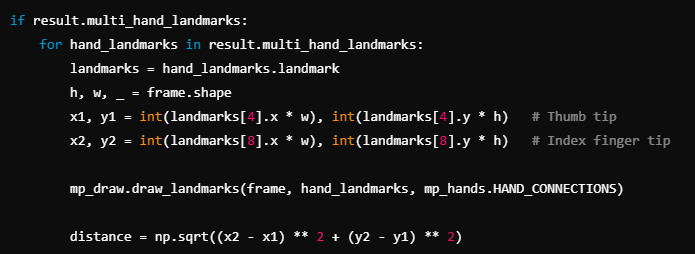 if result.multi_hand_landmarks:
    for hand_landmarks in result.multi_hand_landmarks:
        landmarks = hand_landmarks.landmark
        h, w, _ = frame.shape
        x1, y1 = int(landmarks[4].x * w), int(landmarks[4].y * h)   # Thumb tip
        x2, y2 = int(landmarks[8].x * w), int(landmarks[8].y * h)   # Index finger tip
        mp_draw.draw_landmarks(frame, hand_landmarks, mp_hands.HAND_CONNECTIONS)
        distance = np.sqrt((x2 - x1) ** 2 + (y2 - y1) ** 2)